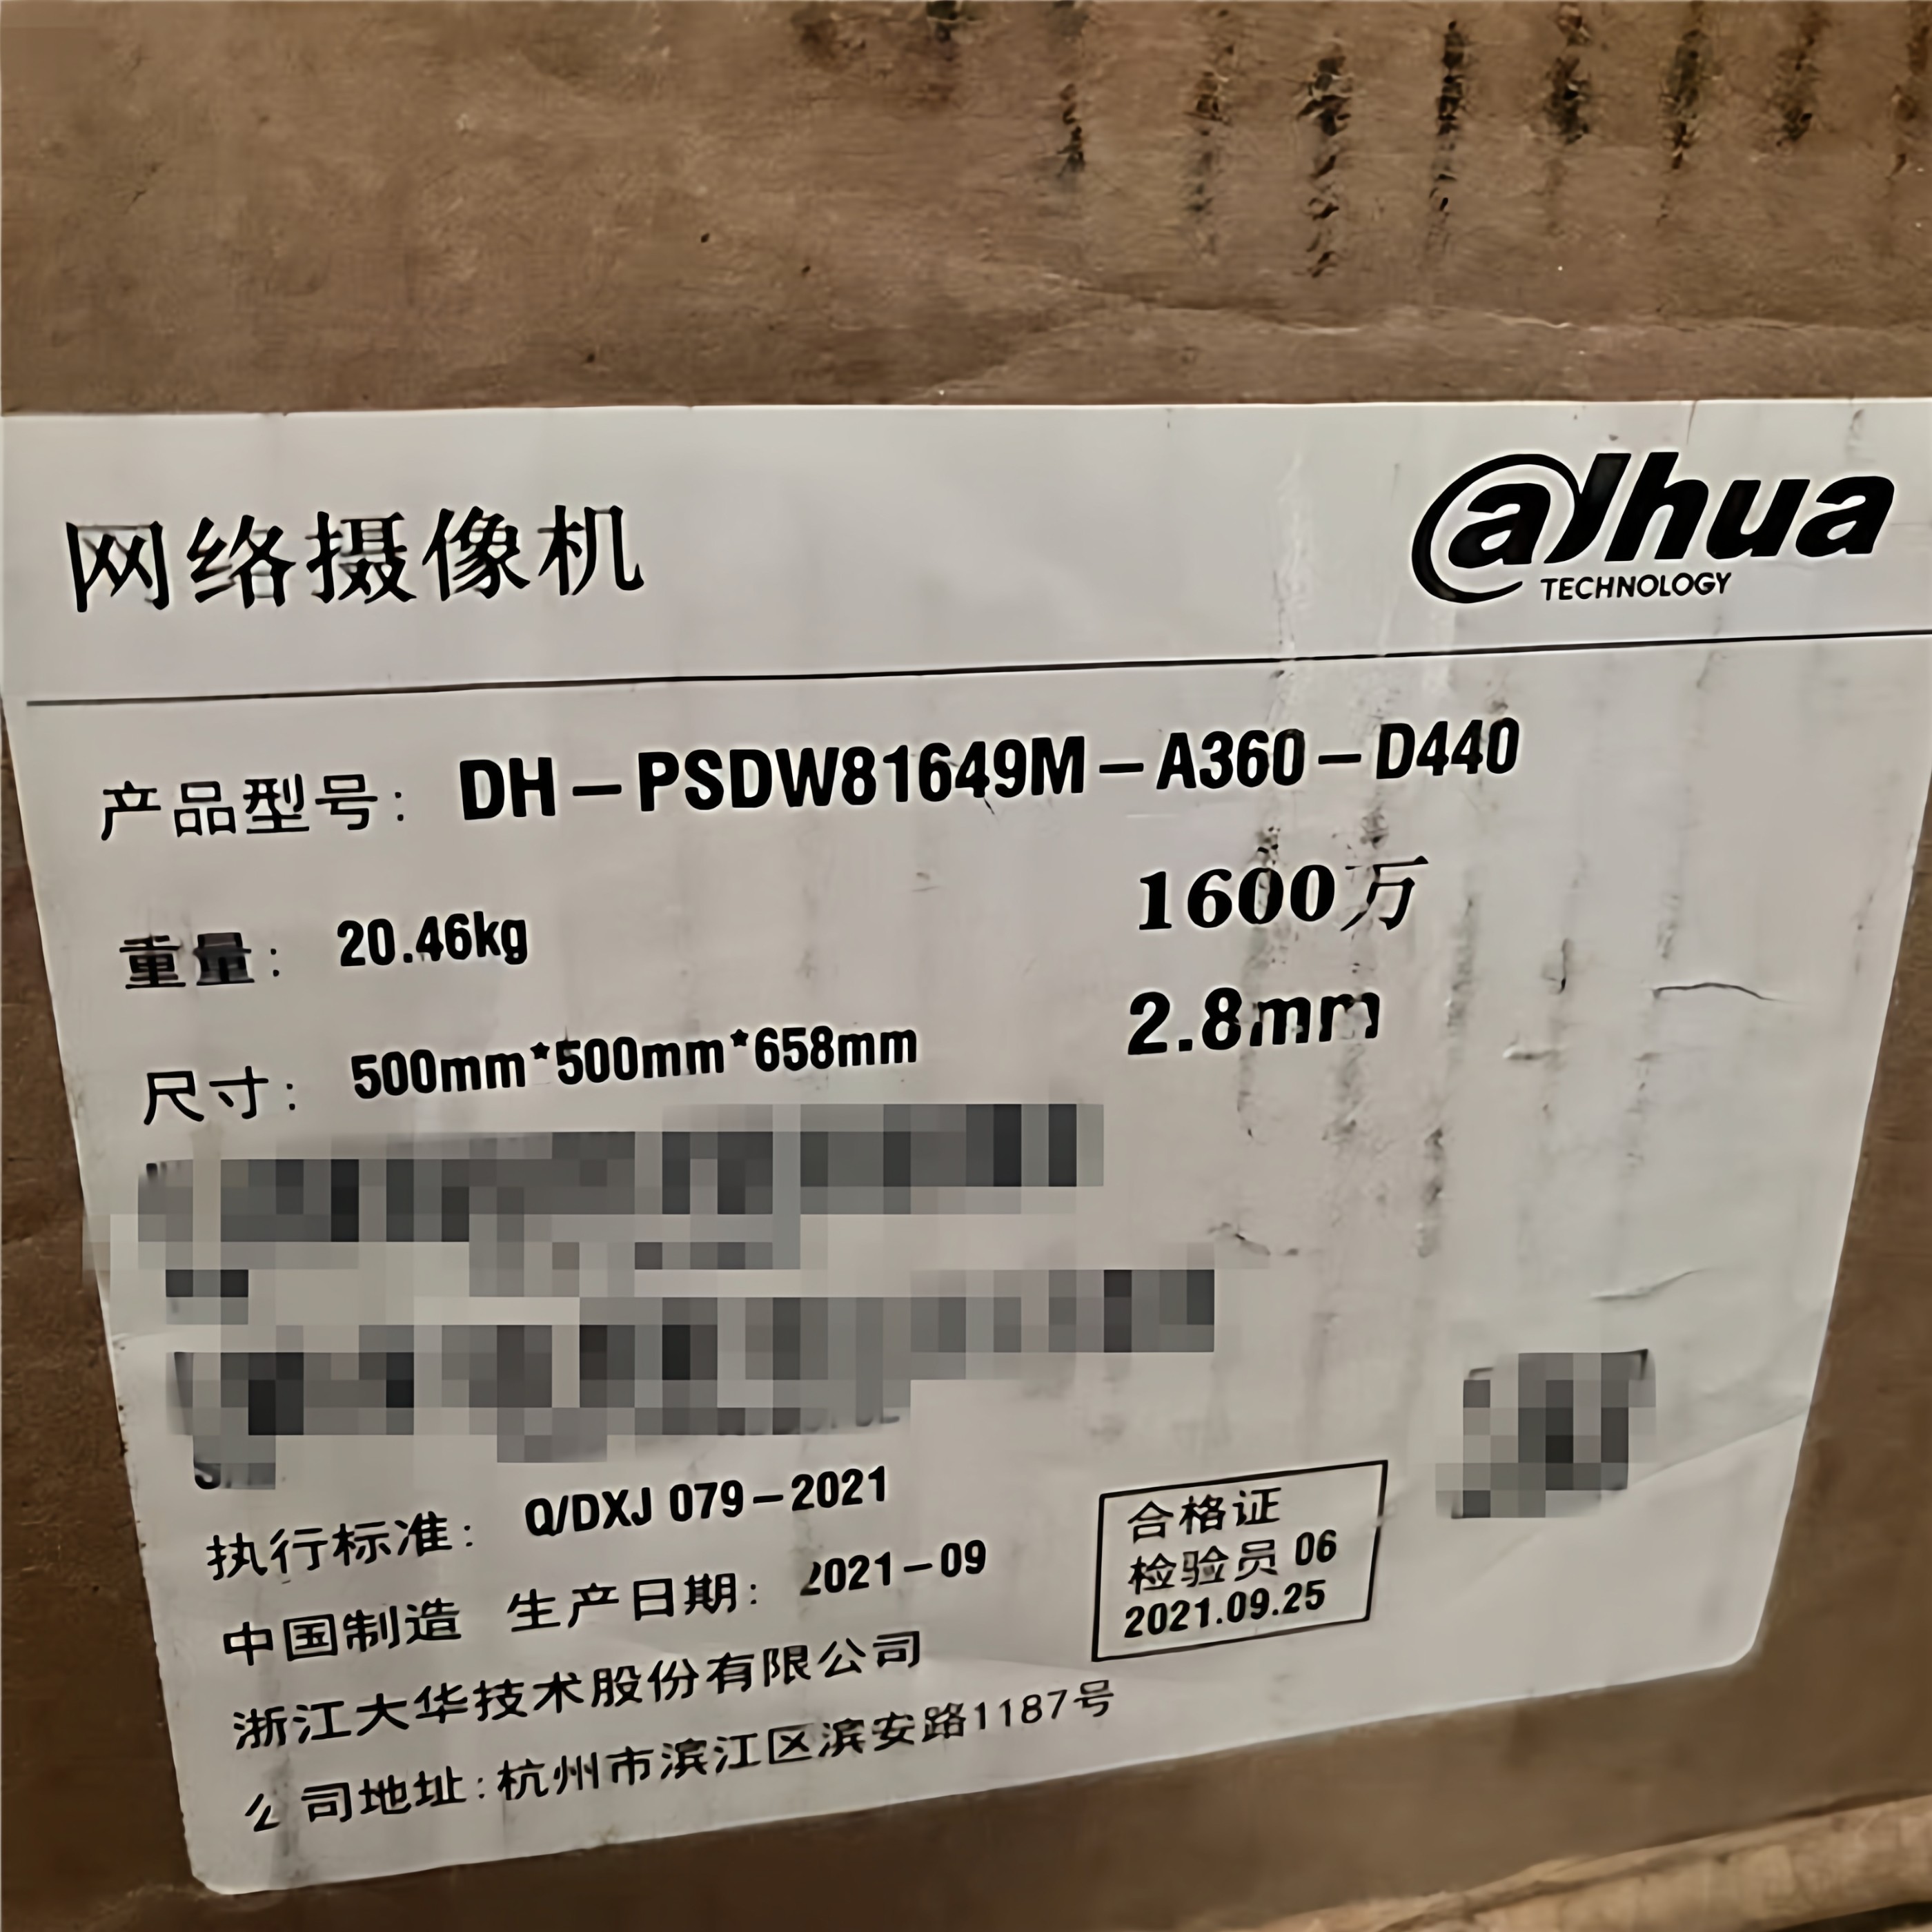 网络摄像机
alhua
TECHNOLOGY
产品型号: DH-PSDW81649M-A360-D440
重量: 20.46kg
1600万
尺寸: 500mm*500mm*658mm
2.8mm
执行标准: Q/DXJ 079-2021
中国制造 生产日期: 2021-09
合格证
检验员 06
2021.09.25
浙江大华技术股份有限公司
公司地址:杭州市滨江区滨安路1187号